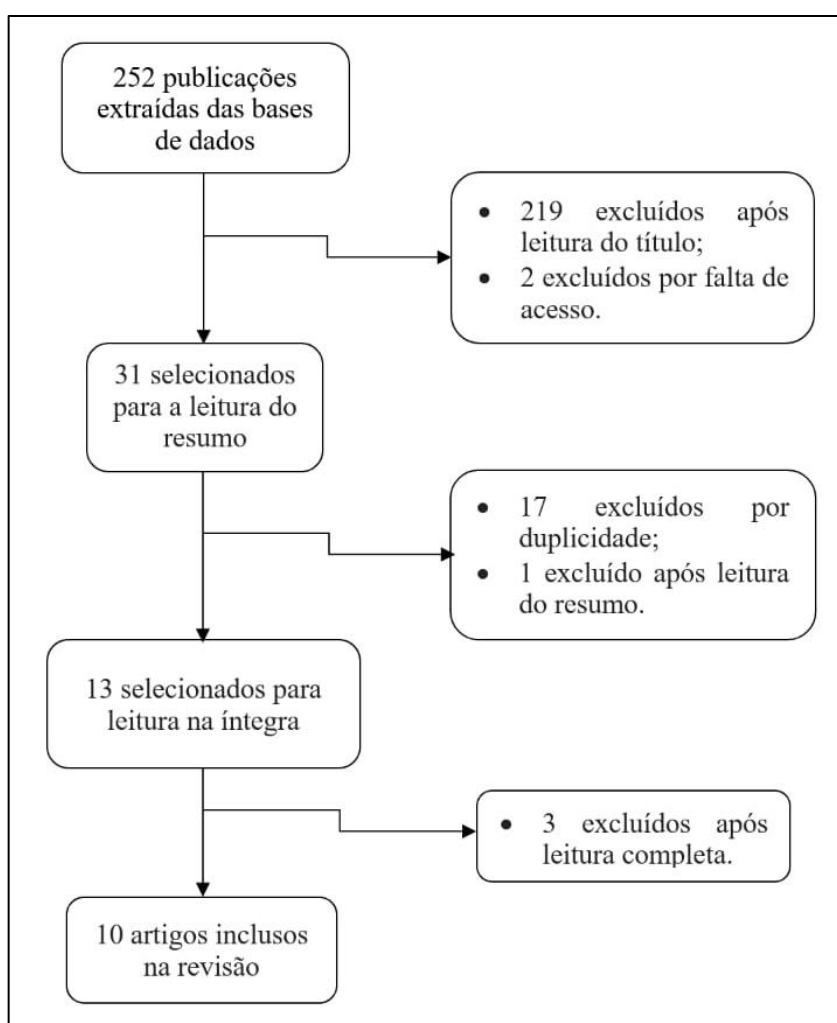 252 publicações
extraídas das bases
de dados
• 219 excluídos após
leitura do título;
• 2 excluídos por falta de
acesso.
31 selecionados
para a leitura do
resumo
• 17 excluídos por
duplicidade;
• 1 excluído após leitura
do resumo.
13 selecionados para
leitura na íntegra
• 3 excluídos após
leitura completa.
10 artigos inclusos
na revisão